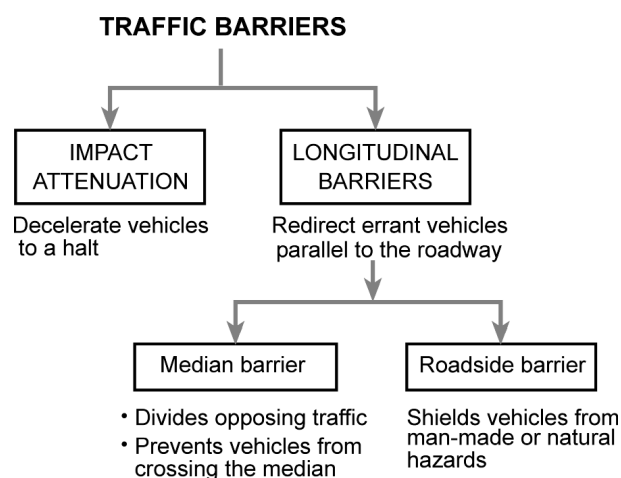 TRAFFIC BARRIERS
IMPACT
ATTENUATION
Decelerate vehicles
to a halt
LONGITUDINAL
BARRIERS
Redirect errant vehicles
parallel to the roadway
Median barrier
• Divides opposing traffic
• Prevents vehicles from
crossing the median
Roadside barrier
Shields vehicles from
man-made or natural
hazards